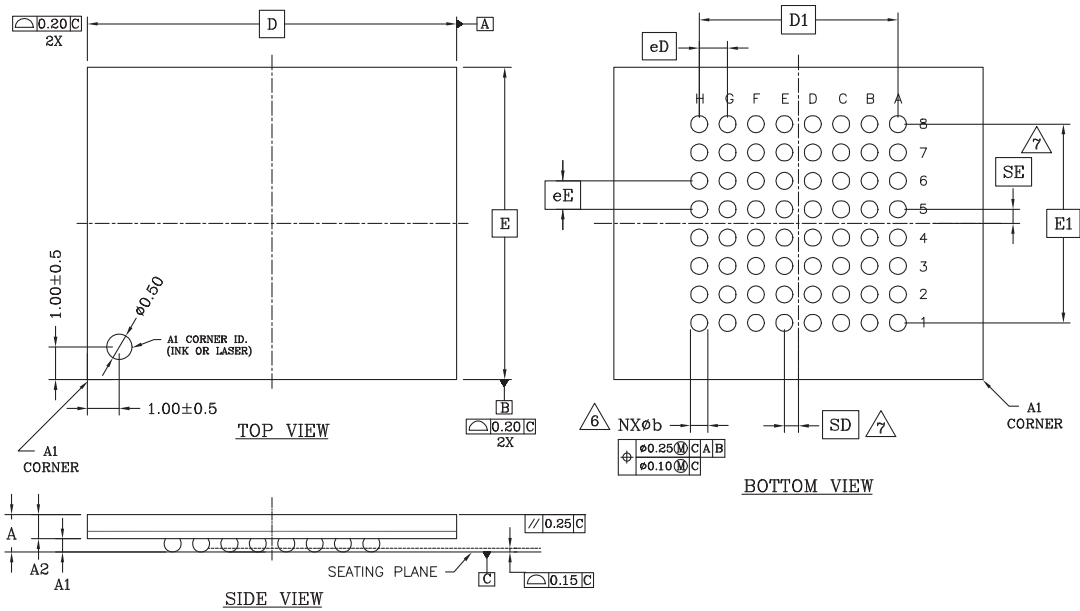 ⌓ 0.20 C
2X
D
A
E
1.00±0.5
ø0.50
A1 CORNER ID.
(INK OR LASER)
1.00±0.5
B
⌓ 0.20 C
2X
A1
CORNER
TOP VIEW
D1
eD
H G F E D C B A
8
7
6
5
4
3
2
1
7
SE
eE
E1
6 NXøb
⌖ ø0.25Ⓜ C A B
ø0.10Ⓜ C
SD 7
A1
CORNER
BOTTOM VIEW
A
A2
A1
// 0.25 C
SEATING PLANE
C
⌓ 0.15 C
SIDE VIEW